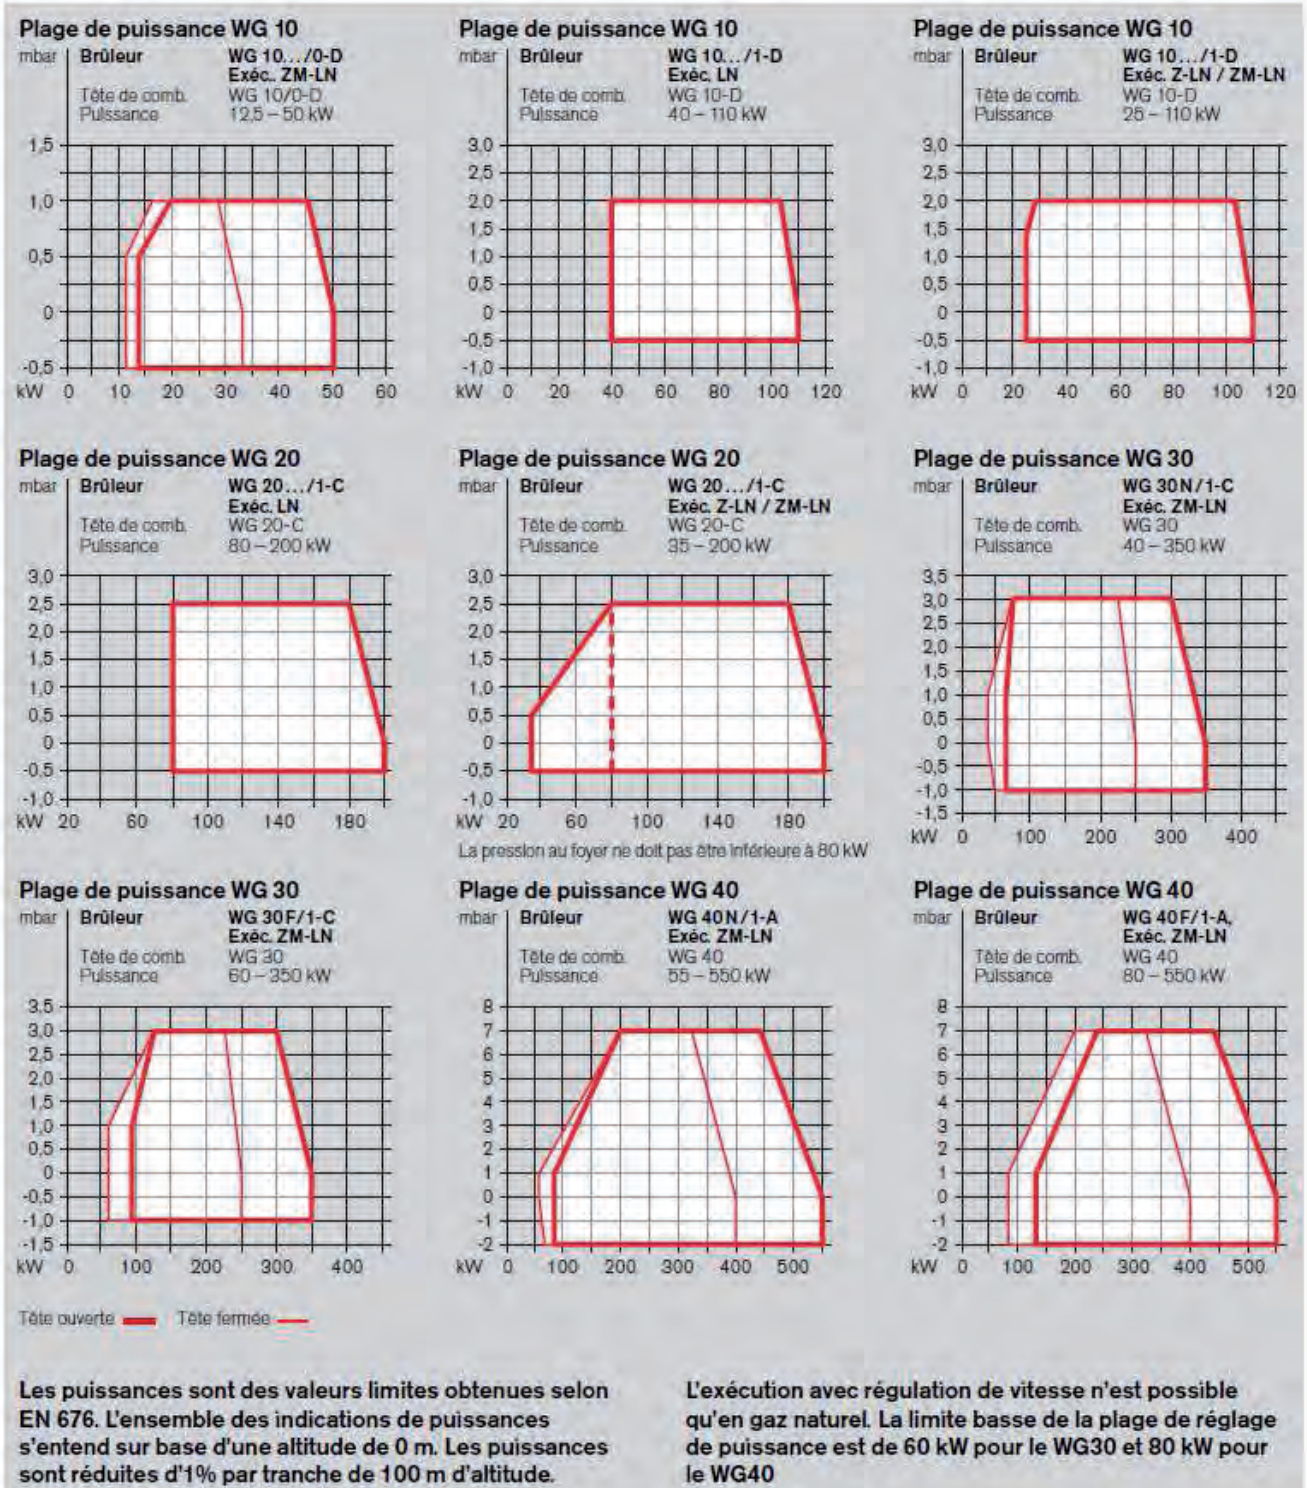 Plage de puissance WG 10
mbar Brûleur WG 10.../0-D
Exéc.. ZM-LN
Tête de comb. WG 10/0-D
Puissance 12,5 – 50 kW
1,5
1,0
0,5
0
-0,5
kW 0 10 20 30 40 50 60
Plage de puissance WG 10
mbar Brûleur WG 10.../1-D
Exéc. LN
Tête de comb. WG 10-D
Puissance 40 – 110 kW
3,0
2,5
2,0
1,5
1,0
0,5
0
-0,5
-1,0
kW 0 20 40 60 80 100 120
Plage de puissance WG 10
mbar Brûleur WG 10.../1-D
Exéc. Z-LN / ZM-LN
Tête de comb. WG 10-D
Puissance 25 – 110 kW
3,0
2,5
2,0
1,5
1,0
0,5
0
-0,5
-1,0
kW 0 20 40 60 80 100 120
Plage de puissance WG 20
mbar Brûleur WG 20.../1-C
Exéc. LN
Tête de comb. WG 20-C
Puissance 80 – 200 kW
3,0
2,5
2,0
1,5
1,0
0,5
0
-0,5
-1,0
kW 20 60 100 140 180
Plage de puissance WG 20
mbar Brûleur WG 20.../1-C
Exéc. Z-LN / ZM-LN
Tête de comb. WG 20-C
Puissance 35 – 200 kW
3,0
2,5
2,0
1,5
1,0
0,5
0
-0,5
-1,0
kW 20 60 100 140 180
La pression au foyer ne doit pas être inférieure à 80 kW
Plage de puissance WG 30
mbar Brûleur WG 30N/1-C
Exéc. ZM-LN
Tête de comb. WG 30
Puissance 40 – 350 kW
3,5
3,0
2,5
2,0
1,5
1,0
0,5
0
-0,5
-1,0
-1,5
kW 0 100 200 300 400
Plage de puissance WG 30
mbar Brûleur WG 30F/1-C
Exéc. ZM-LN
Tête de comb. WG 30
Puissance 60 – 350 kW
3,5
3,0
2,5
2,0
1,5
1,0
0,5
0
-0,5
-1,0
-1,5
kW 0 100 200 300 400
Plage de puissance WG 40
mbar Brûleur WG 40N/1-A
Exéc. ZM-LN
Tête de comb. WG 40
Puissance 55 – 550 kW
8
7
6
5
4
3
2
1
0
-1
-2
kW 0 100 200 300 400 500
Plage de puissance WG 40
mbar Brûleur WG 40F/1-A,
Exéc. ZM-LN
Tête de comb. WG 40
Puissance 80 – 550 kW
8
7
6
5
4
3
2
1
0
-1
-2
kW 0 100 200 300 400 500
Tête ouverte Tête fermée
Les puissances sont des valeurs limites obtenues selon
EN 676. L'ensemble des indications de puissances
s'entend sur base d'une altitude de 0 m. Les puissances
sont réduites d'1% par tranche de 100 m d'altitude.
L'exécution avec régulation de vitesse n'est possible
qu'en gaz naturel. La limite basse de la plage de réglage
de puissance est de 60 kW pour le WG30 et 80 kW pour
le WG40